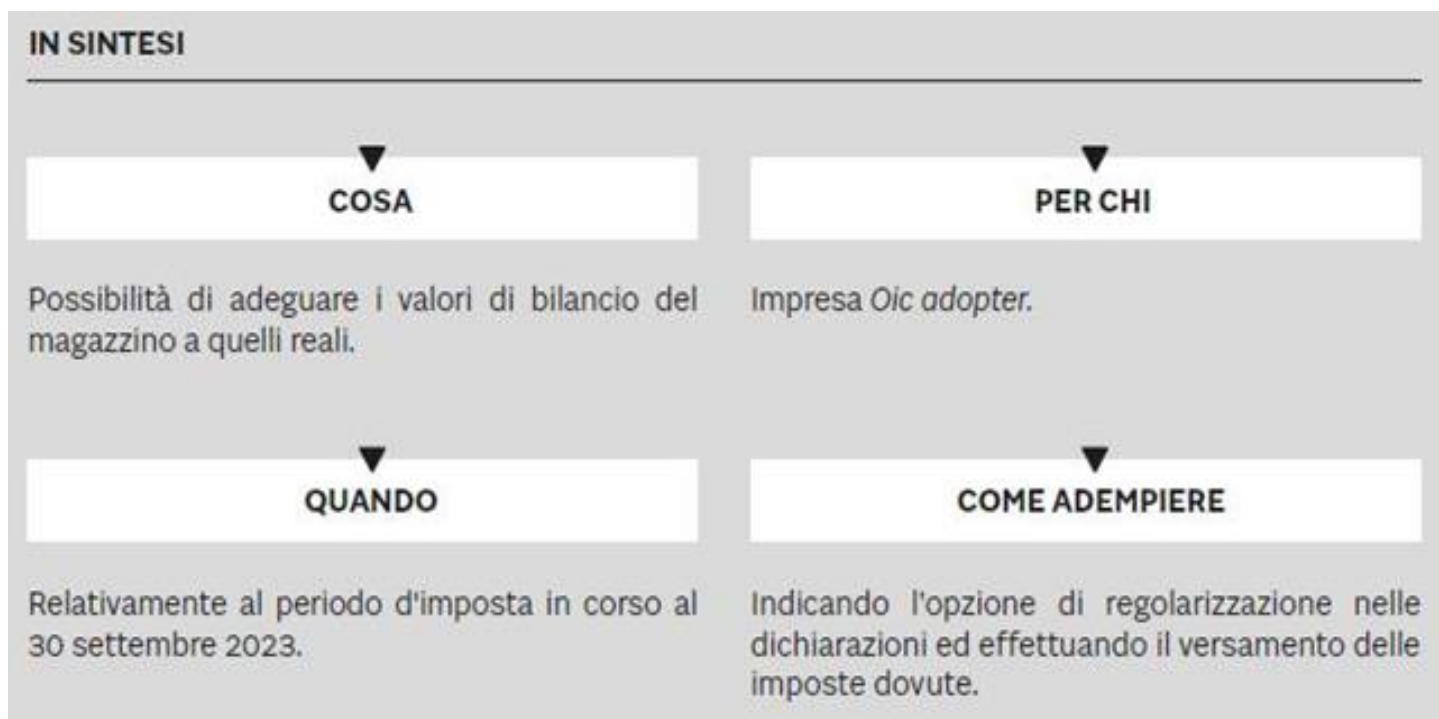 IN SINTESI
COSA
Possibilità di adeguare i valori di bilancio del
magazzino a quelli reali.
PER CHI
Impresa Oic adopter.
QUANDO
Relativamente al periodo d'imposta in corso al
30 settembre 2023.
COME ADEMPIERE
Indicando l'opzione di regolarizzazione nelle
dichiarazioni ed effettuando il versamento delle
imposte dovute.